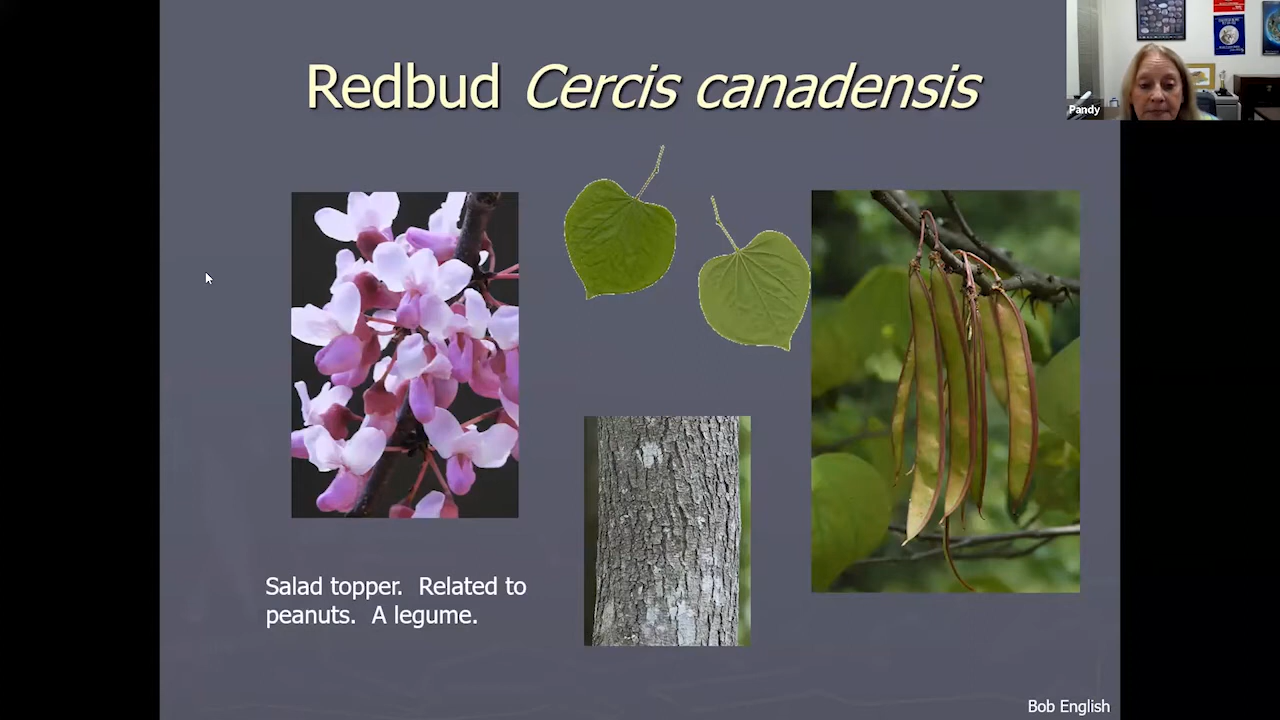 Redbud Cercis canadensis
Pandy
Salad topper.  Related to
peanuts.  A legume.
Bob English